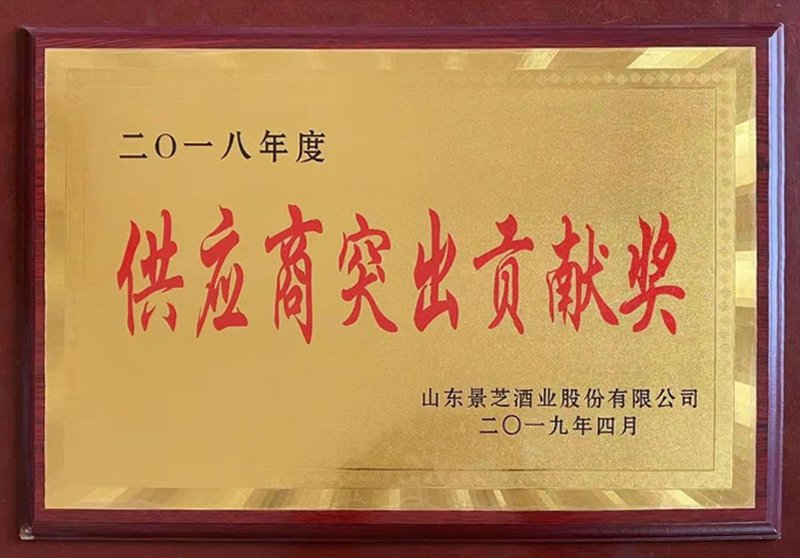 二〇一八年度
供应商突出贡献奖
山东景芝酒业股份有限公司
二〇一九年四月